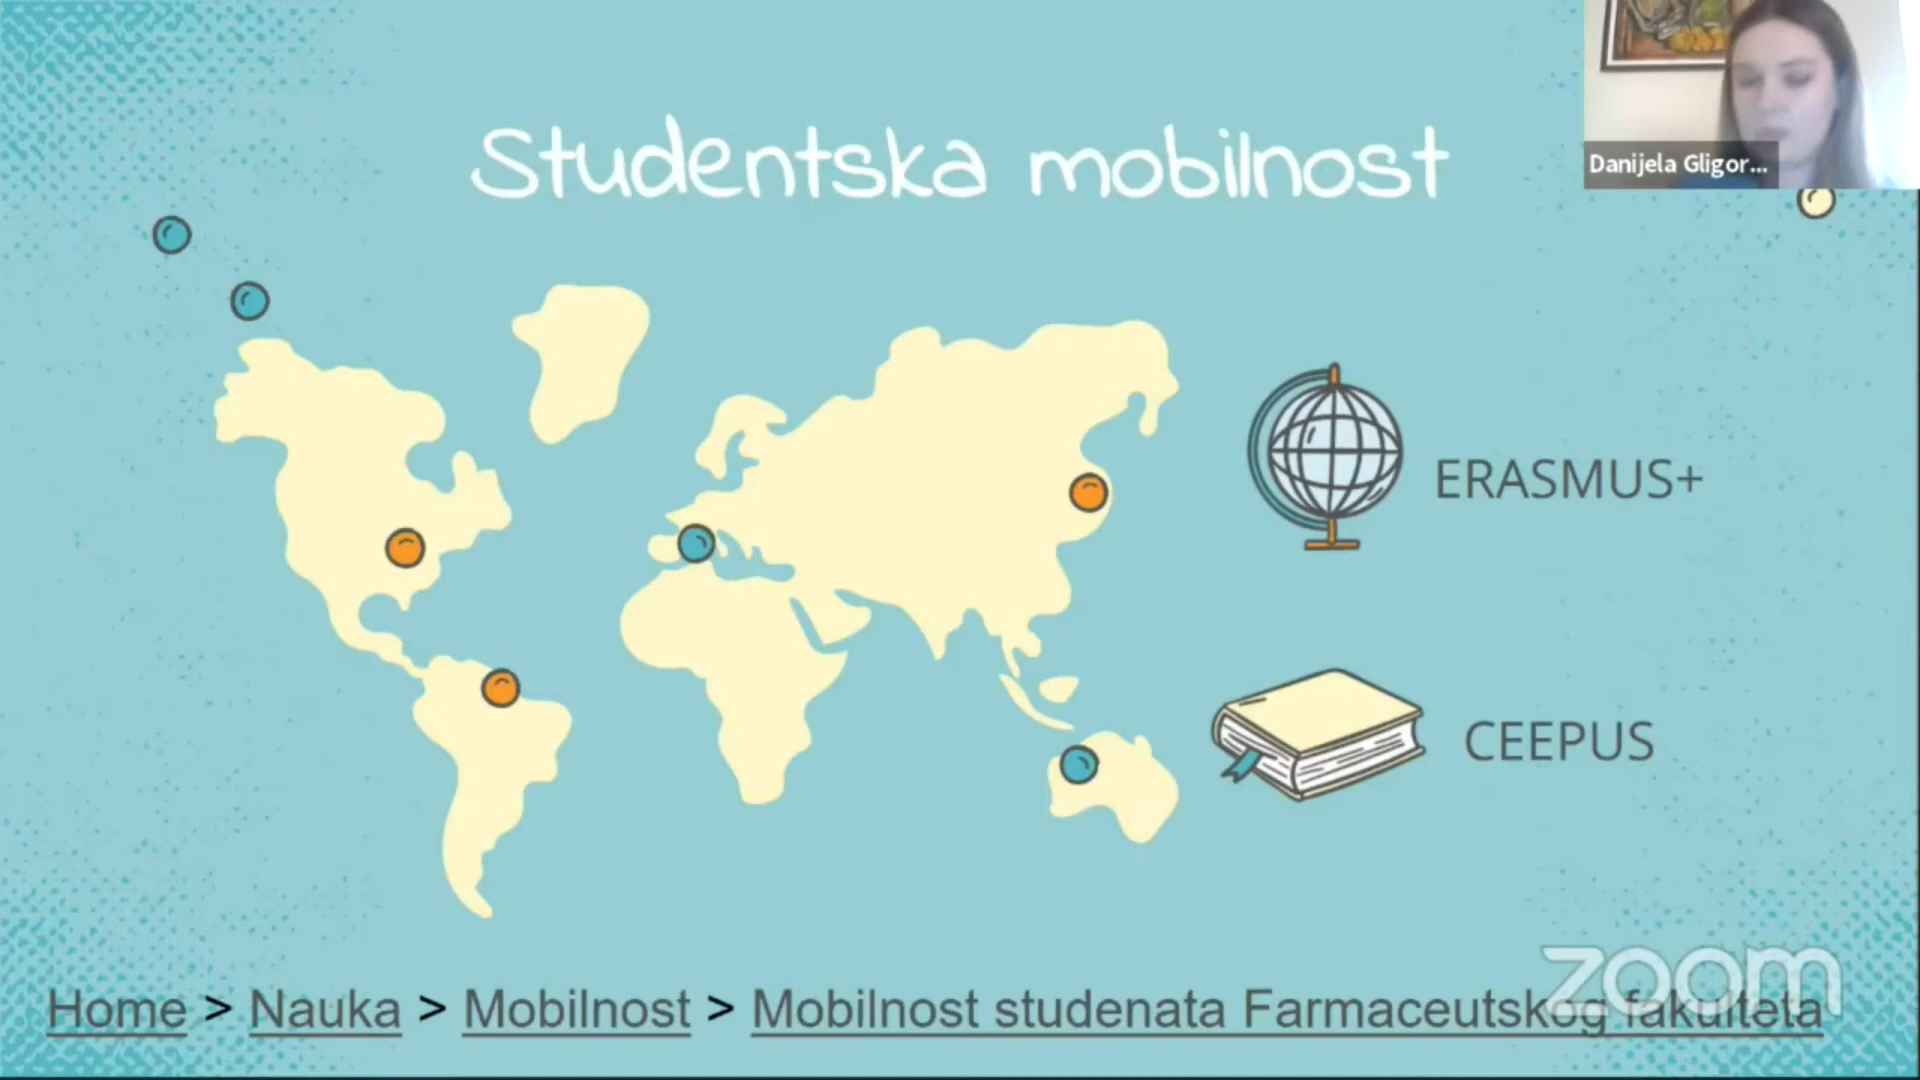 Studentska mobilnost
Danijela Gligor...
ERASMUS+
CEEPUS
zoom
Home > Nauka > Mobilnost > Mobilnost studenata Farmaceutskog fakulteta